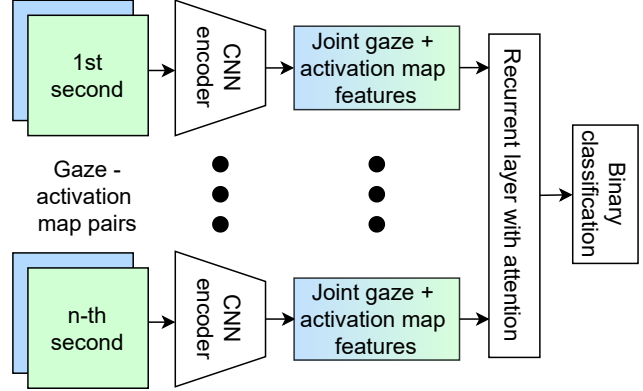 1st
second
CNN
encoder
Joint gaze +
activation map
features
Gaze -
activation
map pairs
n-th
second
CNN
encoder
Joint gaze +
activation map
features
Recurrent layer with attention
Binary
classification